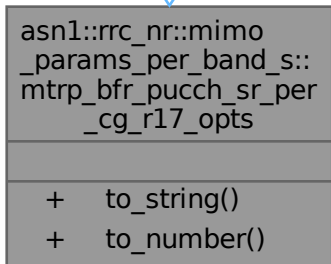 asn1::rrc_nr::mimo
_params_per_band_s::
mtrp_bfr_pucch_sr_per
_cg_r17_opts
+ to_string()
+ to_number()